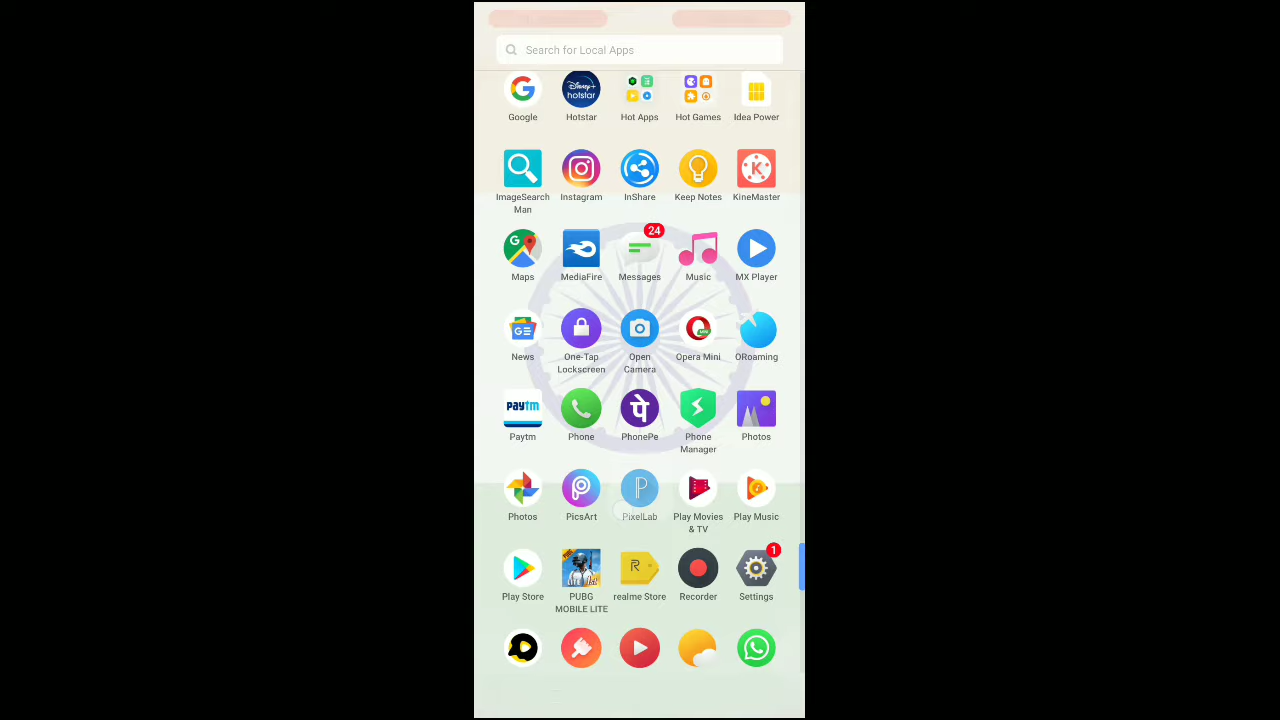 Search for Local Apps
Google Hotstar Hot Apps Hot Games Idea Power
ImageSearch Man Instagram InShare Keep Notes KineMaster
24
Maps MediaFire Messages Music MX Player
News One-Tap Lockscreen Open Camera Opera Mini ORoaming
Paytm Phone PhonePe Phone Manager Photos
Photos PicsArt PixelLab Play Movies & TV Play Music
1
Play Store PUBG MOBILE LITE realme Store Recorder Settings